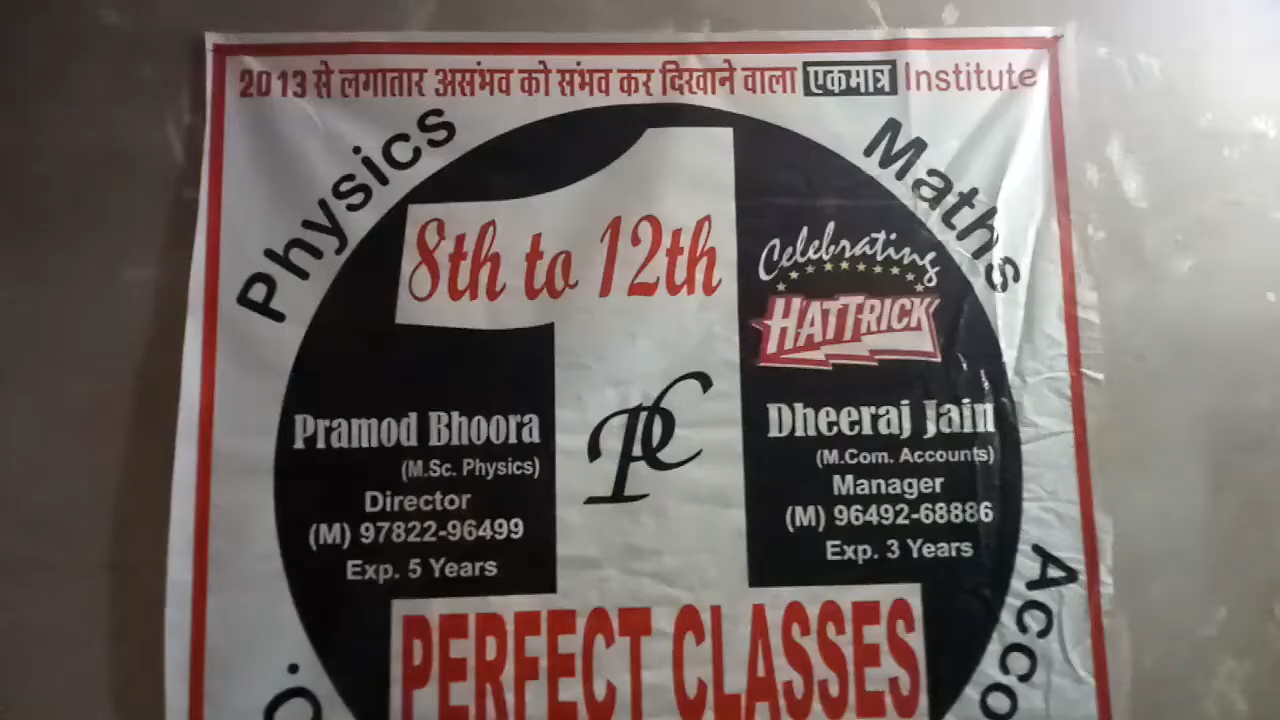 2013 से लगातार असंभव को संभव कर दिखाने वाला एकमात्र Institute
Physics
Maths
8th to 12th
Celebrating
HATTRICK
PC
Pramod Bhoora
(M.Sc. Physics)
Director
(M) 97822-96499
Exp. 5 Years
Dheeraj Jain
(M.Com. Accounts)
Manager
(M) 96492-68886
Exp. 3 Years
Acco
PERFECT CLASSES